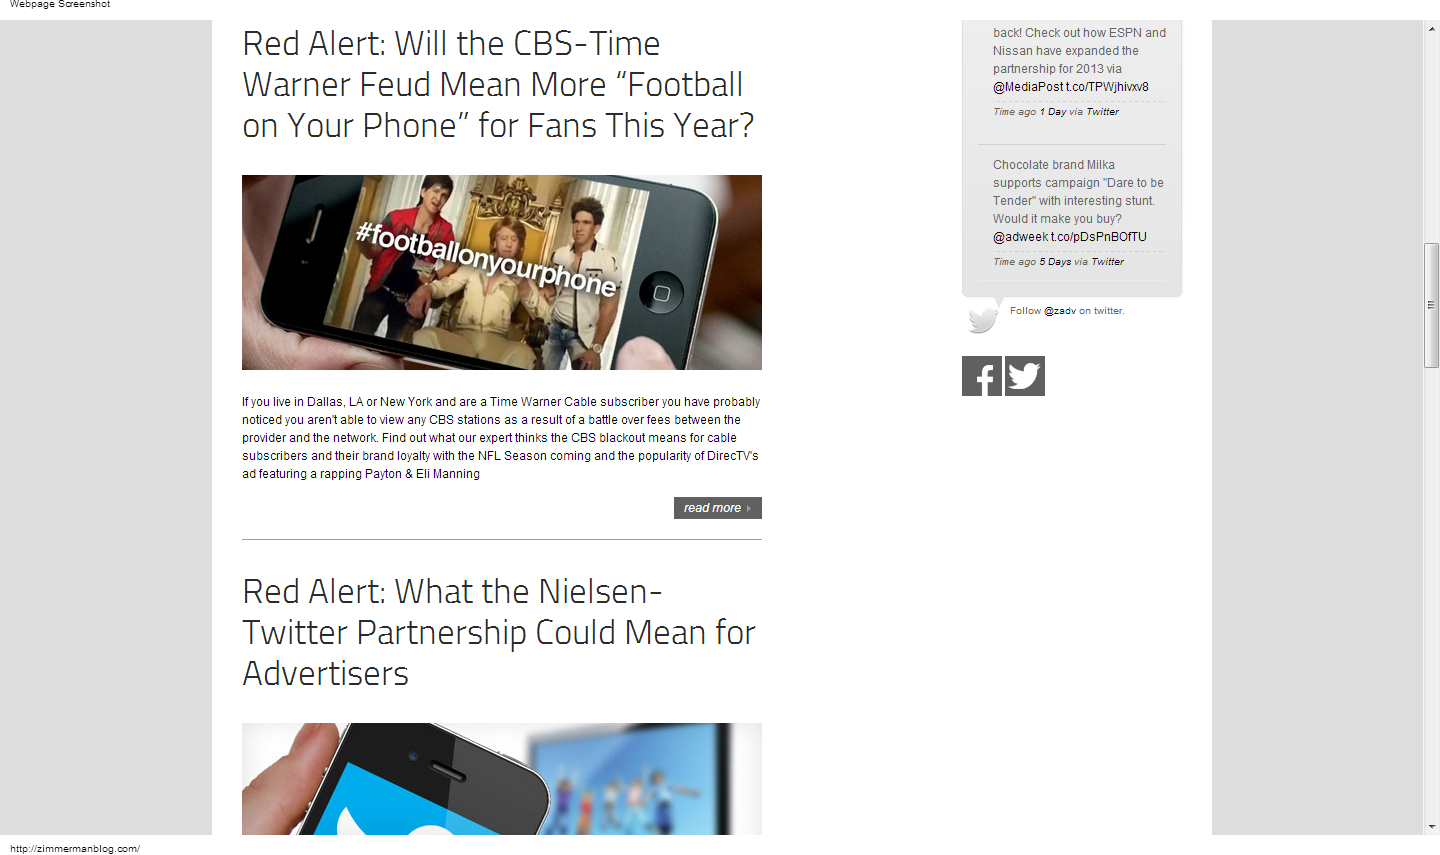 Webpage Screenshot
Red Alert: Will the CBS-Time
Warner Feud Mean More “Football
on Your Phone” for Fans This Year?
#footballonyourphone
If you live in Dallas, LA or New York and are a Time Warner Cable subscriber you have probably
noticed you aren't able to view any CBS stations as a result of a battle over fees between the
provider and the network. Find out what our expert thinks the CBS blackout means for cable
subscribers and their brand loyalty with the NFL Season coming and the popularity of DirecTV's
ad featuring a rapping Payton & Eli Manning
read more
Red Alert: What the Nielsen-
Twitter Partnership Could Mean for
Advertisers
back! Check out how ESPN and
Nissan have expanded the
partnership for 2013 via
@MediaPost t.co/TPWjhivxv8
Time ago 1 Day via Twitter
Chocolate brand Milka
supports campaign "Dare to be
Tender" with interesting stunt.
Would it make you buy?
@adweek t.co/pDsPnBOfTU
Time ago 5 Days via Twitter
Follow @zadv on twitter.
http://zimmermanblog.com/